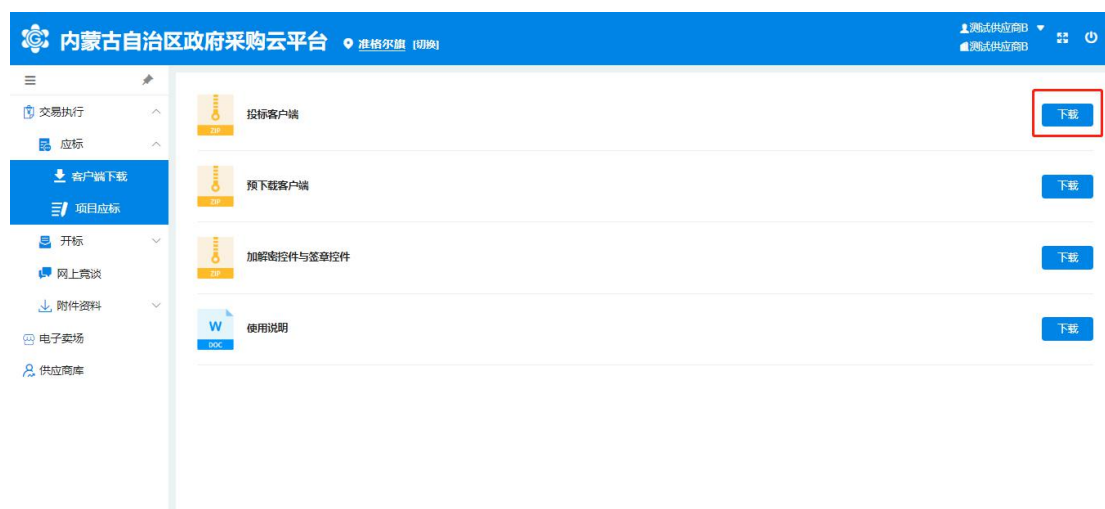 内蒙古自治区政府采购云平台 准格尔旗 [切换]
测试供应商B
测试供应商B
交易执行
应标
客户端下载
项目应标
开标
网上竞谈
附件资料
电子卖场
供应商库
ZIP 投标客户端 下载
ZIP 预下载客户端 下载
ZIP 加解密控件与签章控件 下载
W DOC 使用说明 下载